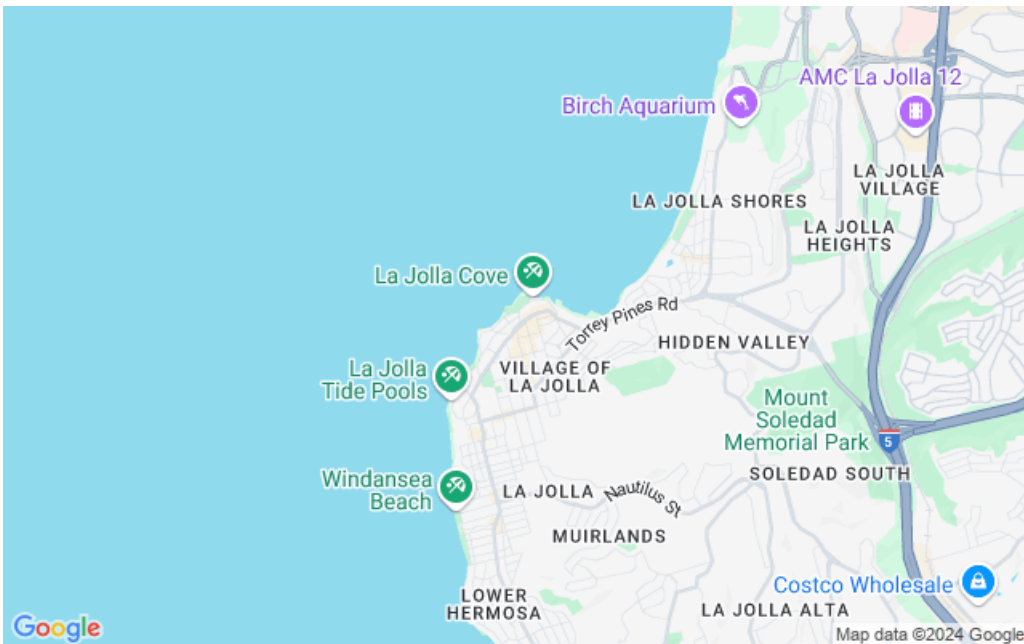 AMC La Jolla 12
Birch Aquarium
LA JOLLA
VILLAGE
LA JOLLA SHORES
LA JOLLA
HEIGHTS
La Jolla Cove
Torrey Pines Rd
HIDDEN VALLEY
La Jolla
Tide Pools
VILLAGE OF
LA JOLLA
Mount
Soledad
Memorial Park
5
SOLEDAD SOUTH
Windansea
Beach
LA JOLLA
Nautilus St
MUIRLANDS
Costco Wholesale
LOWER
HERMOSA
LA JOLLA ALTA
Google
Map data ©2024 Google